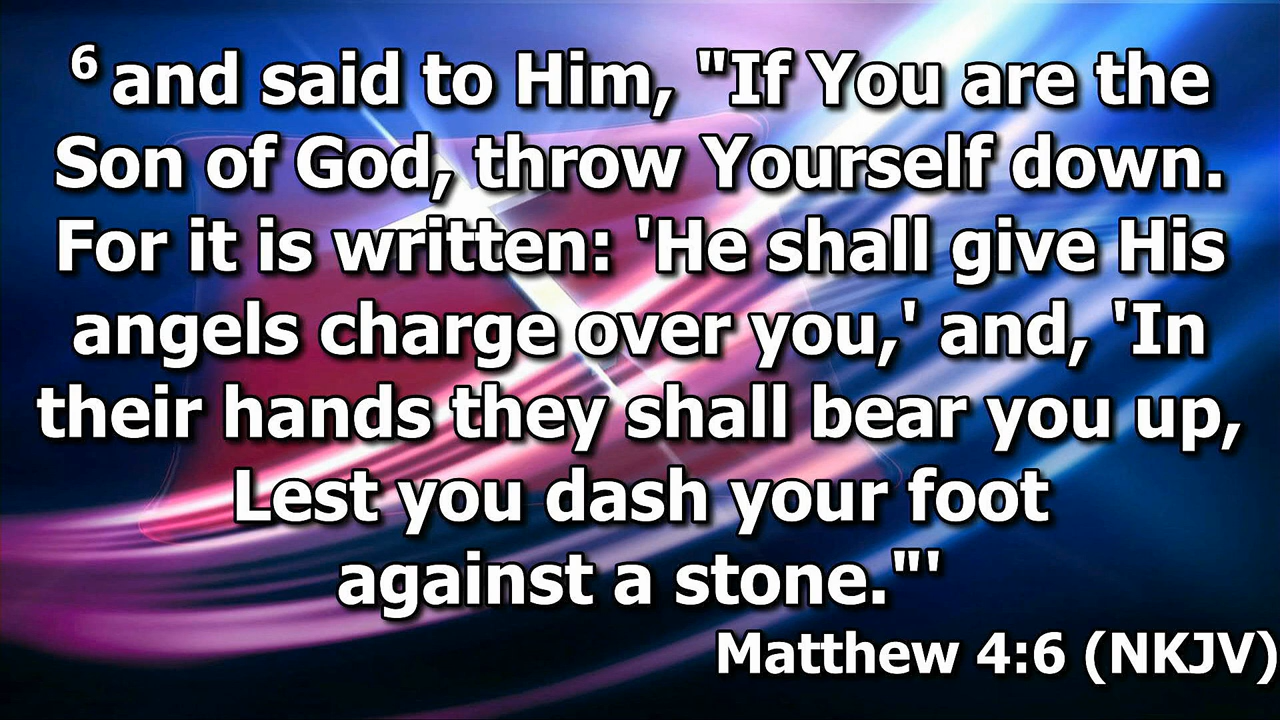 6 and said to Him, "If You are the
Son of God, throw Yourself down.
For it is written: 'He shall give His
angels charge over you,' and, 'In
their hands they shall bear you up,
Lest you dash your foot
against a stone."'
Matthew 4:6 (NKJV)